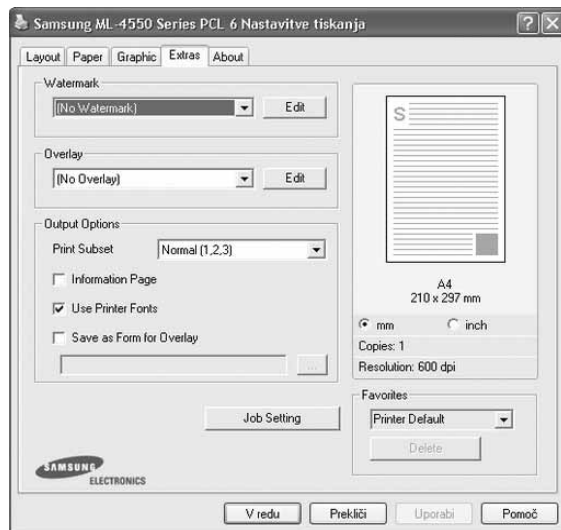 Samsung ML-4550 Series PCL 6 Nastavitve tiskanja
Layout Paper Graphic Extras About
Watermark
(No Watermark) Edit
Overlay
(No Overlay) Edit
Output Options
Print Subset Normal (1,2,3)
Information Page
Use Printer Fonts
Save as Form for Overlay
...
Job Setting
SAMSUNG
ELECTRONICS
S
A4
210 x 297 mm
mm inch
Copies: 1
Resolution: 600 dpi
Favorites
Printer Default
Delete
V redu Prekliči Uporabi Pomoč